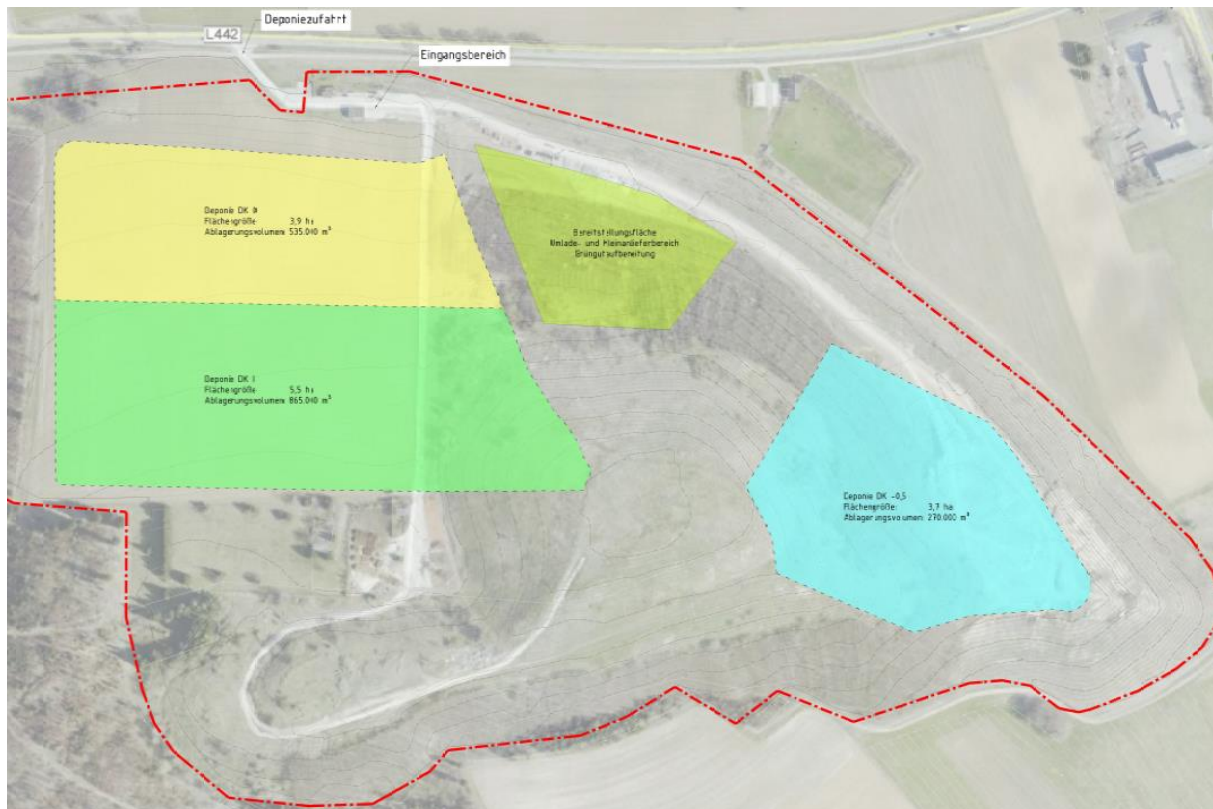 Deponiezufahrt
L442
Eingangsbereich
Deponie DK 0
Flächengröße: 3,9 ha
Ablagerungsvolumen: 535.000 m³
Bereitstellungsfläche
Umlade- und Kleinanlieferbereich
Grüngutaufbereitung
Deponie DK I
Flächengröße: 5,5 ha
Ablagerungsvolumen: 865.000 m³
Deponie DK -0,5
Flächengröße: 3,7 ha
Ablagerungsvolumen: 270.000 m³